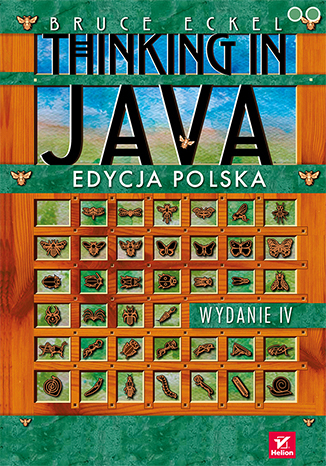 BRUCE ECKEL
THINKING IN
JAVA
EDYCJA POLSKA
WYDANIE IV
Helion